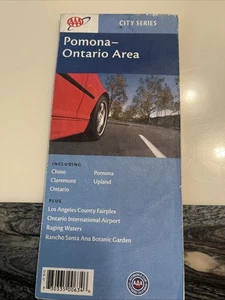 AAA
CITY SERIES
Pomona–
Ontario Area
INCLUDING
Chino Pomona
Claremont Upland
Ontario
PLUS
Los Angeles County Fairplex
Ontario International Airport
Raging Waters
Rancho Santa Ana Botanic Garden